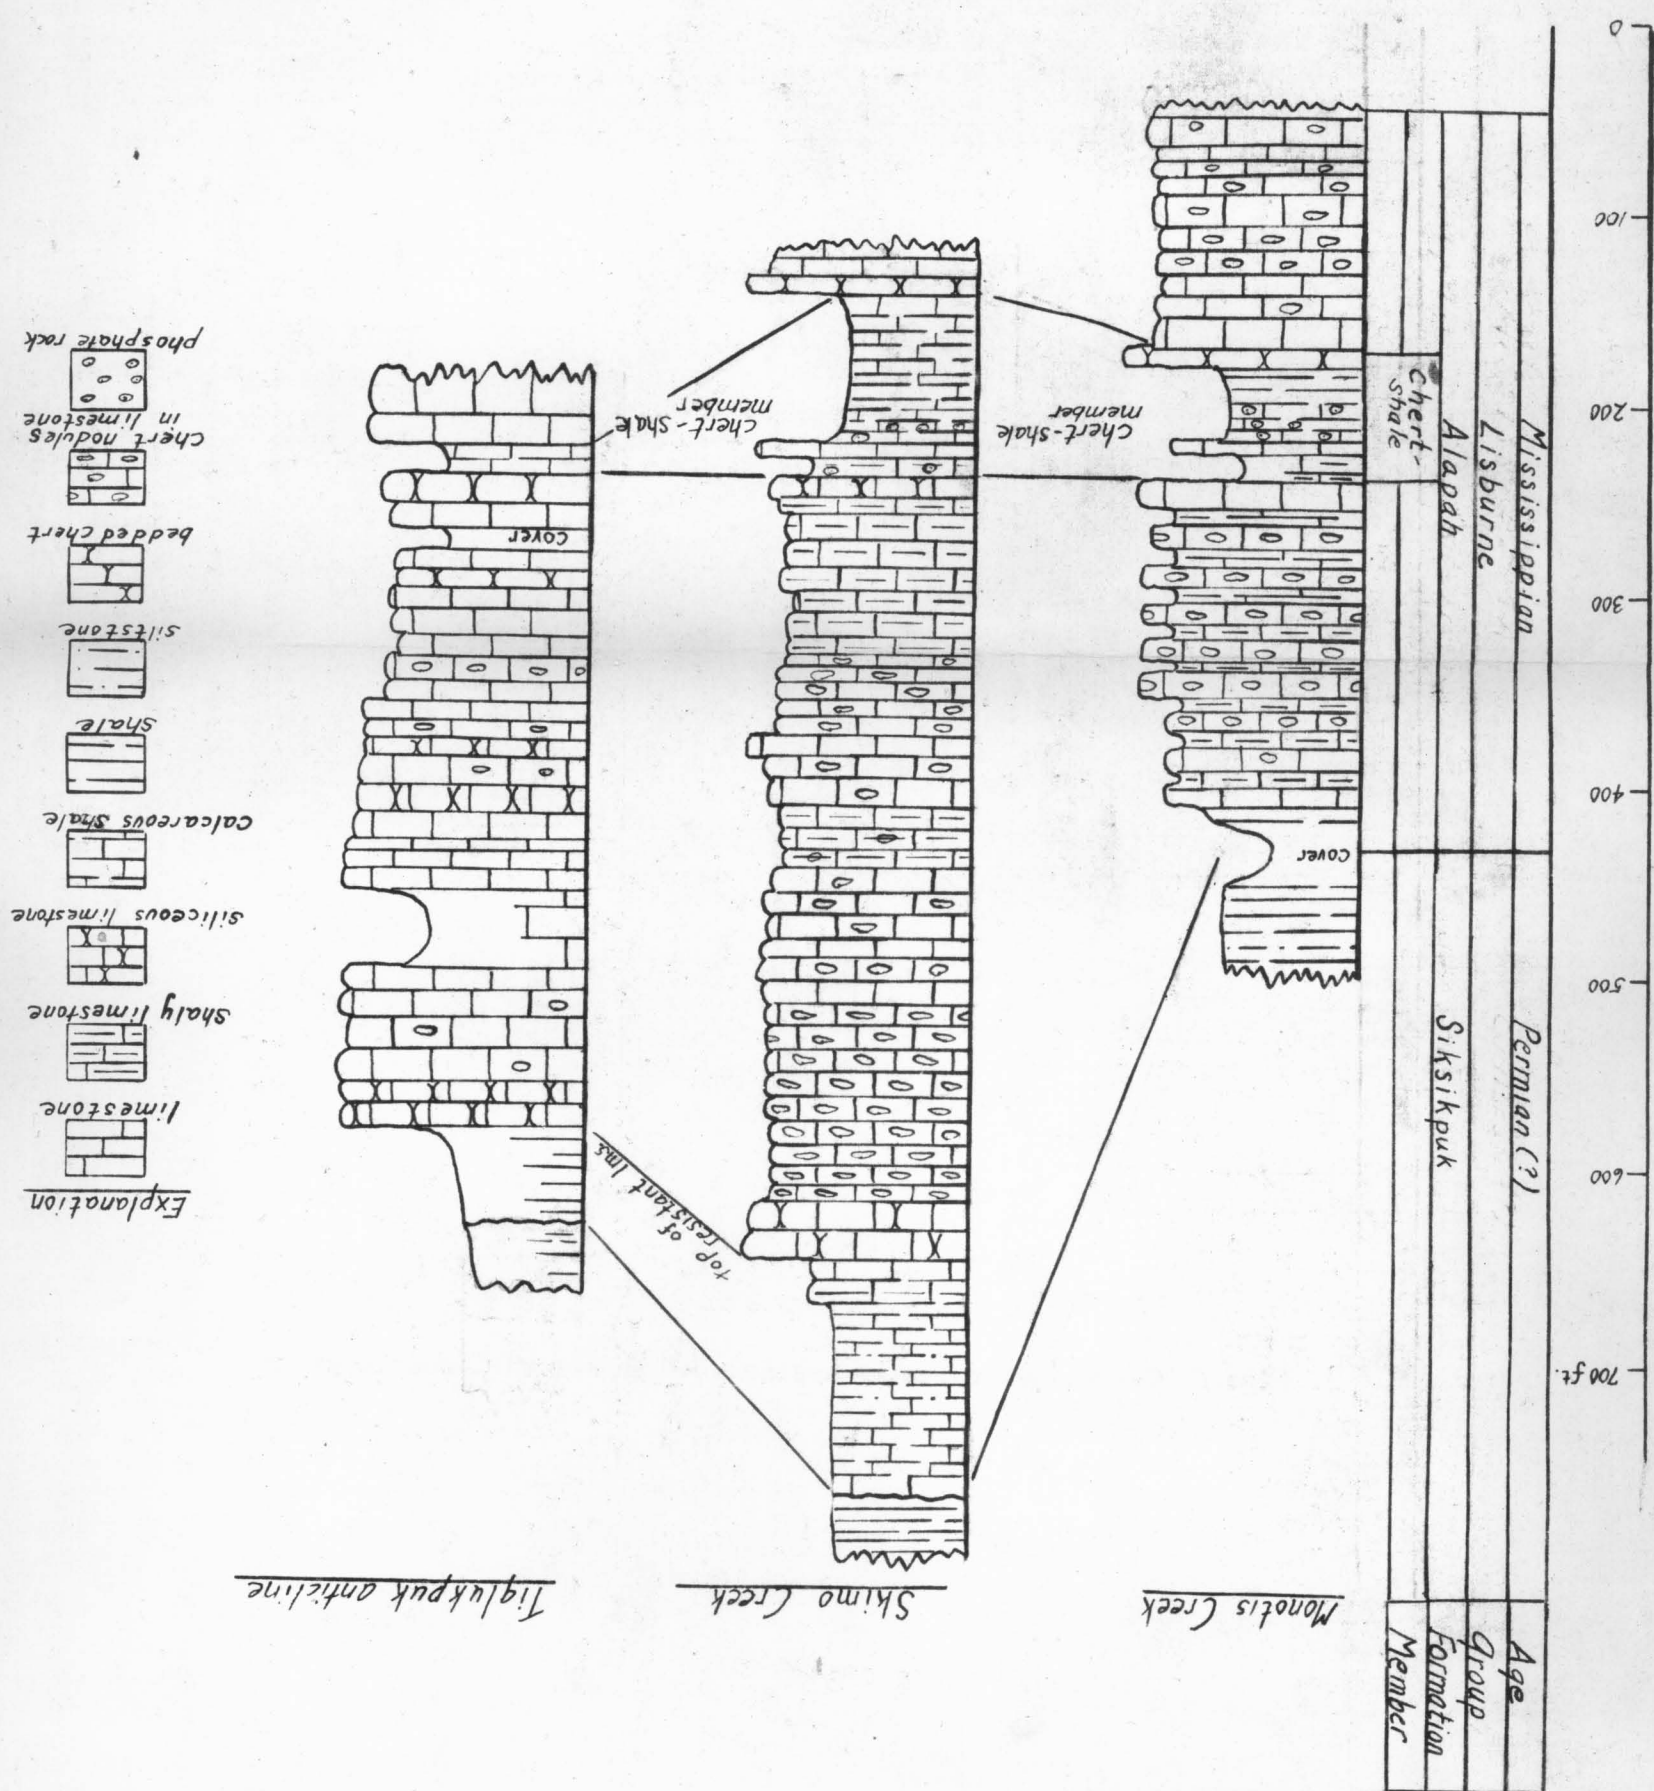 Age
Group
Formation
Member
Monotis Creek
Skimo Creek
Tiglukpuk anticline
Permian (?)
Siksikpuk
Mississippian
Lisburne
Alapah
Chert-
shale
700 ft.
600
500
400
300
200
100
0
cover
chert-shale
member
top of
resistant lms.
chert-shale
member
cover
Explanation
limestone
Shaly limestone
siliceous limestone
Calcareous shale
shale
siltstone
bedded chert
Chert nodules
in limestone
phosphate rock